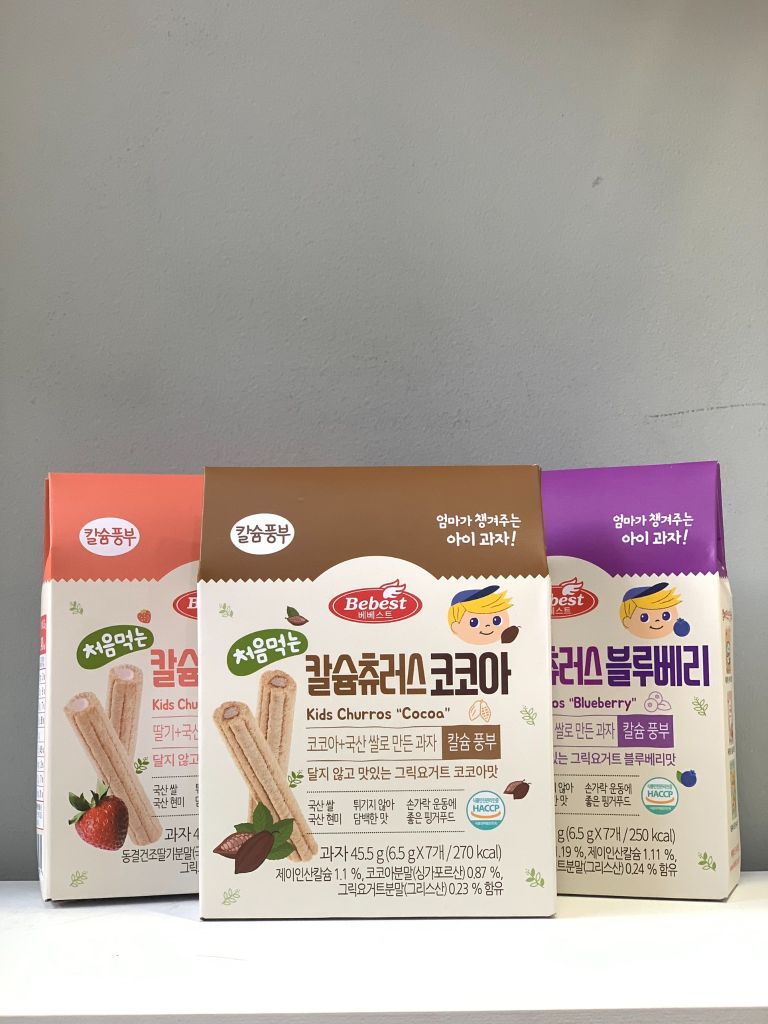 칼슘풍부
처음먹는
칼슘
Kids Chu
딸기+국산
달지 않고
국산 쌀
국산 현미
과자 4
동결건조딸기분말(
그릭
칼슘풍부
엄마가 챙겨주는
아이 과자!
Bebest
베베스트
처음먹는
칼슘츄러스 코코아
Kids Churros "Cocoa"
코코아+국산 쌀로 만든 과자 칼슘 풍부
달지 않고 맛있는 그릭요거트 코코아맛
국산 쌀 튀기지 않아 손가락 운동에
국산 현미 담백한 맛 좋은 핑거푸드
HACCP
과자 45.5 g (6.5 g X 7개 / 270 kcal)
제이인산칼슘 1.1 %, 코코아분말(싱가포르산) 0.87 %,
그릭요거트분말(그리스산) 0.23 % 함유
엄마가 챙겨주는
아이 과자!
best
스트
츄러스 블루베리
os "Blueberry"
쌀로 만든 과자 칼슘 풍부
있는 그릭요거트 블루베리맛
않아 손가락 운동에
맛 좋은 핑거푸드
HACCP
g (6.5 g X 7개 / 250 kcal)
1.19 %, 제이인산칼슘 1.11 %,
트분말(그리스산) 0.24 % 함유